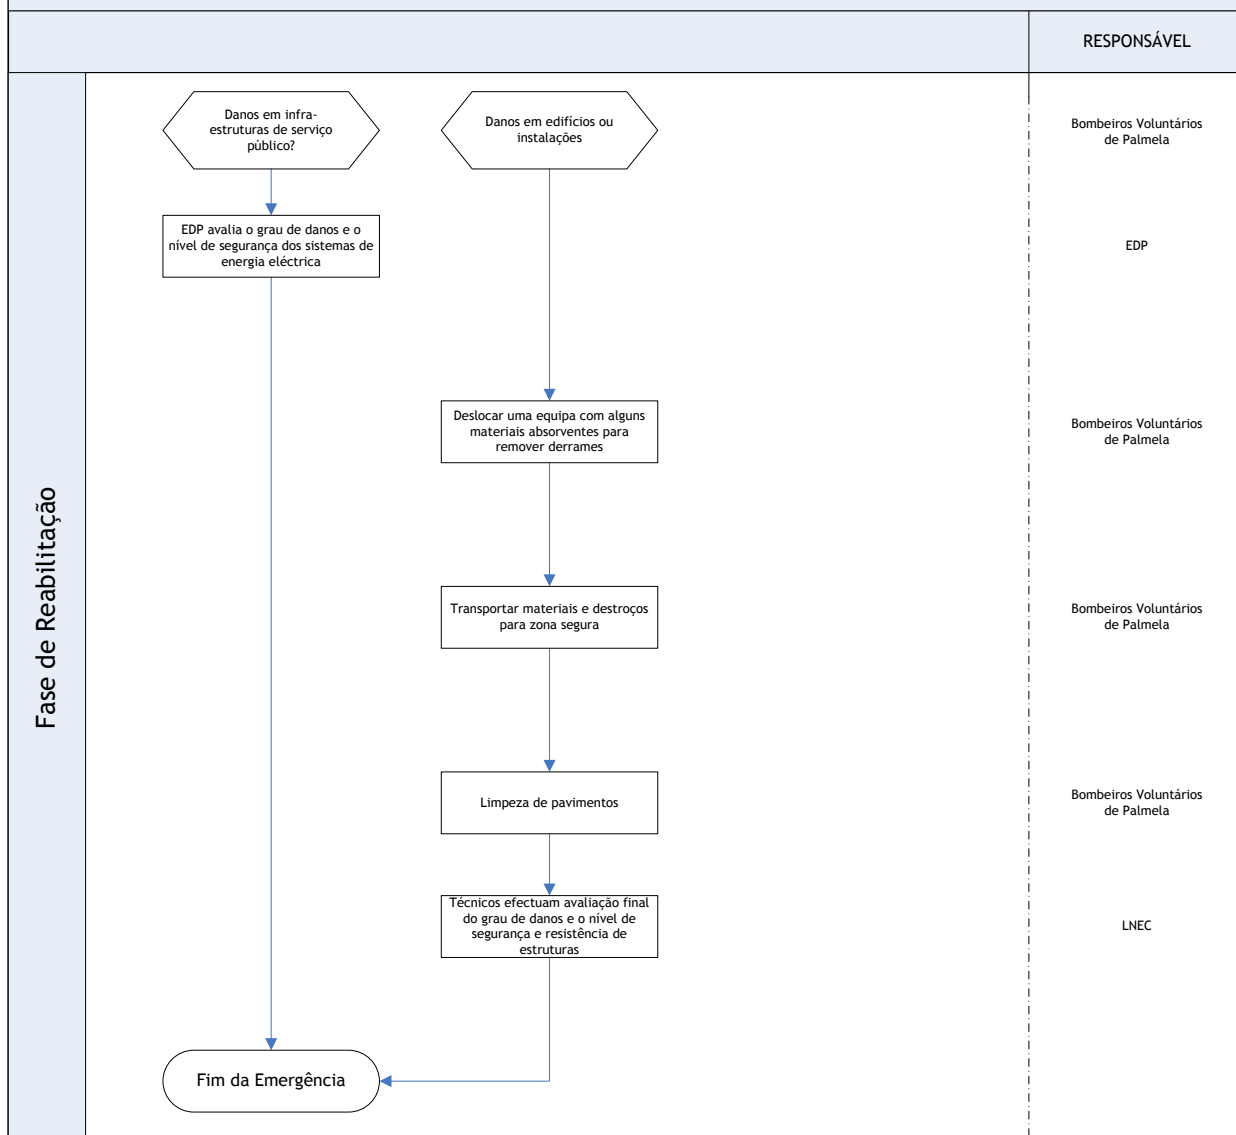 RESPONSÁVEL
Danos em infra-
estruturas de serviço
público?
Danos em edifícios ou
instalações
Bombeiros Voluntários
de Palmela
EDP avalia o grau de danos e o
nível de segurança dos sistemas de
energia eléctrica
EDP
Deslocar uma equipa com alguns
materiais absorventes para
remover derrames
Bombeiros Voluntários
de Palmela
Fase de Reabilitação
Transportar materiais e destroços
para zona segura
Bombeiros Voluntários
de Palmela
Limpeza de pavimentos
Bombeiros Voluntários
de Palmela
Técnicos efectuam avaliação final
do grau de danos e o nível de
segurança e resistência de
estruturas
LNEC
Fim da Emergência